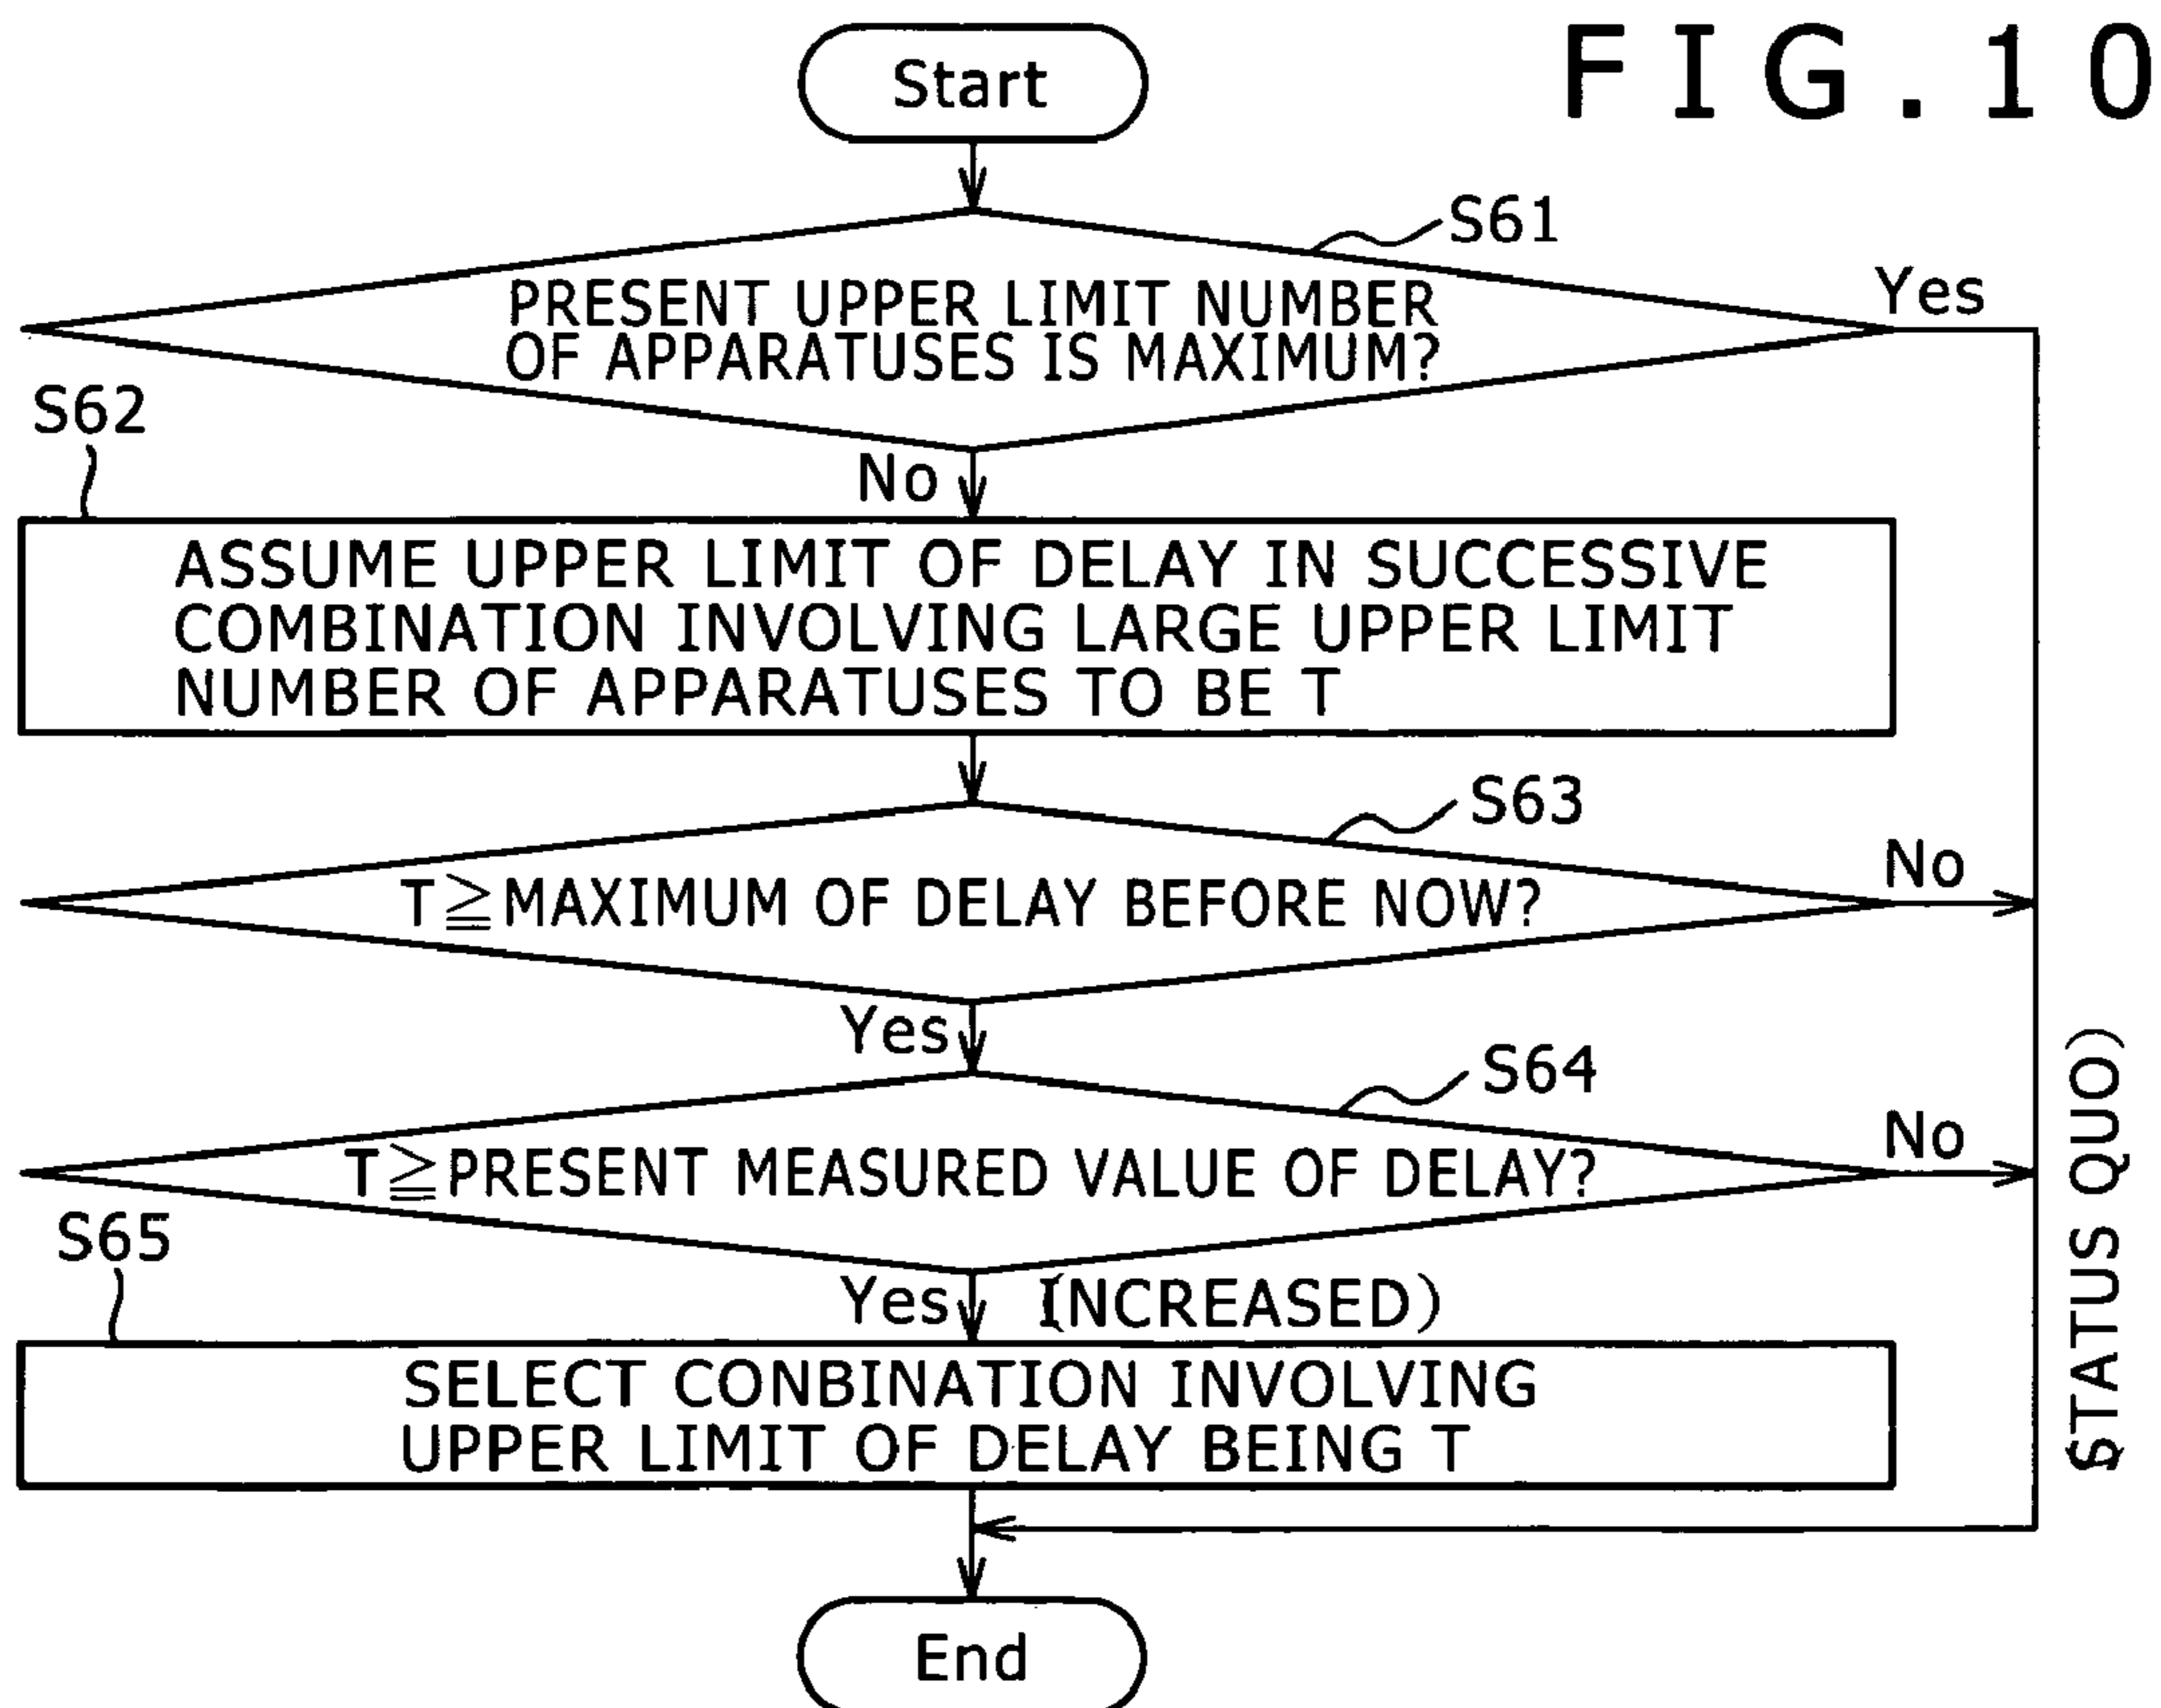 FIG.10
Start
S61
PRESENT UPPER LIMIT NUMBER
OF APPARATUSES IS MAXIMUM?
Yes
S62
No
ASSUME UPPER LIMIT OF DELAY IN SUCCESSIVE
COMBINATION INVOLVING LARGE UPPER LIMIT
NUMBER OF APPARATUSES TO BE T
S63
T≧MAXIMUM OF DELAY BEFORE NOW?
No
Yes
S64
T≧PRESENT MEASURED VALUE OF DELAY?
No
S65
Yes (INCREASED)
SELECT CONBINATION INVOLVING
UPPER LIMIT OF DELAY BEING T
(STATUS QUO)
End